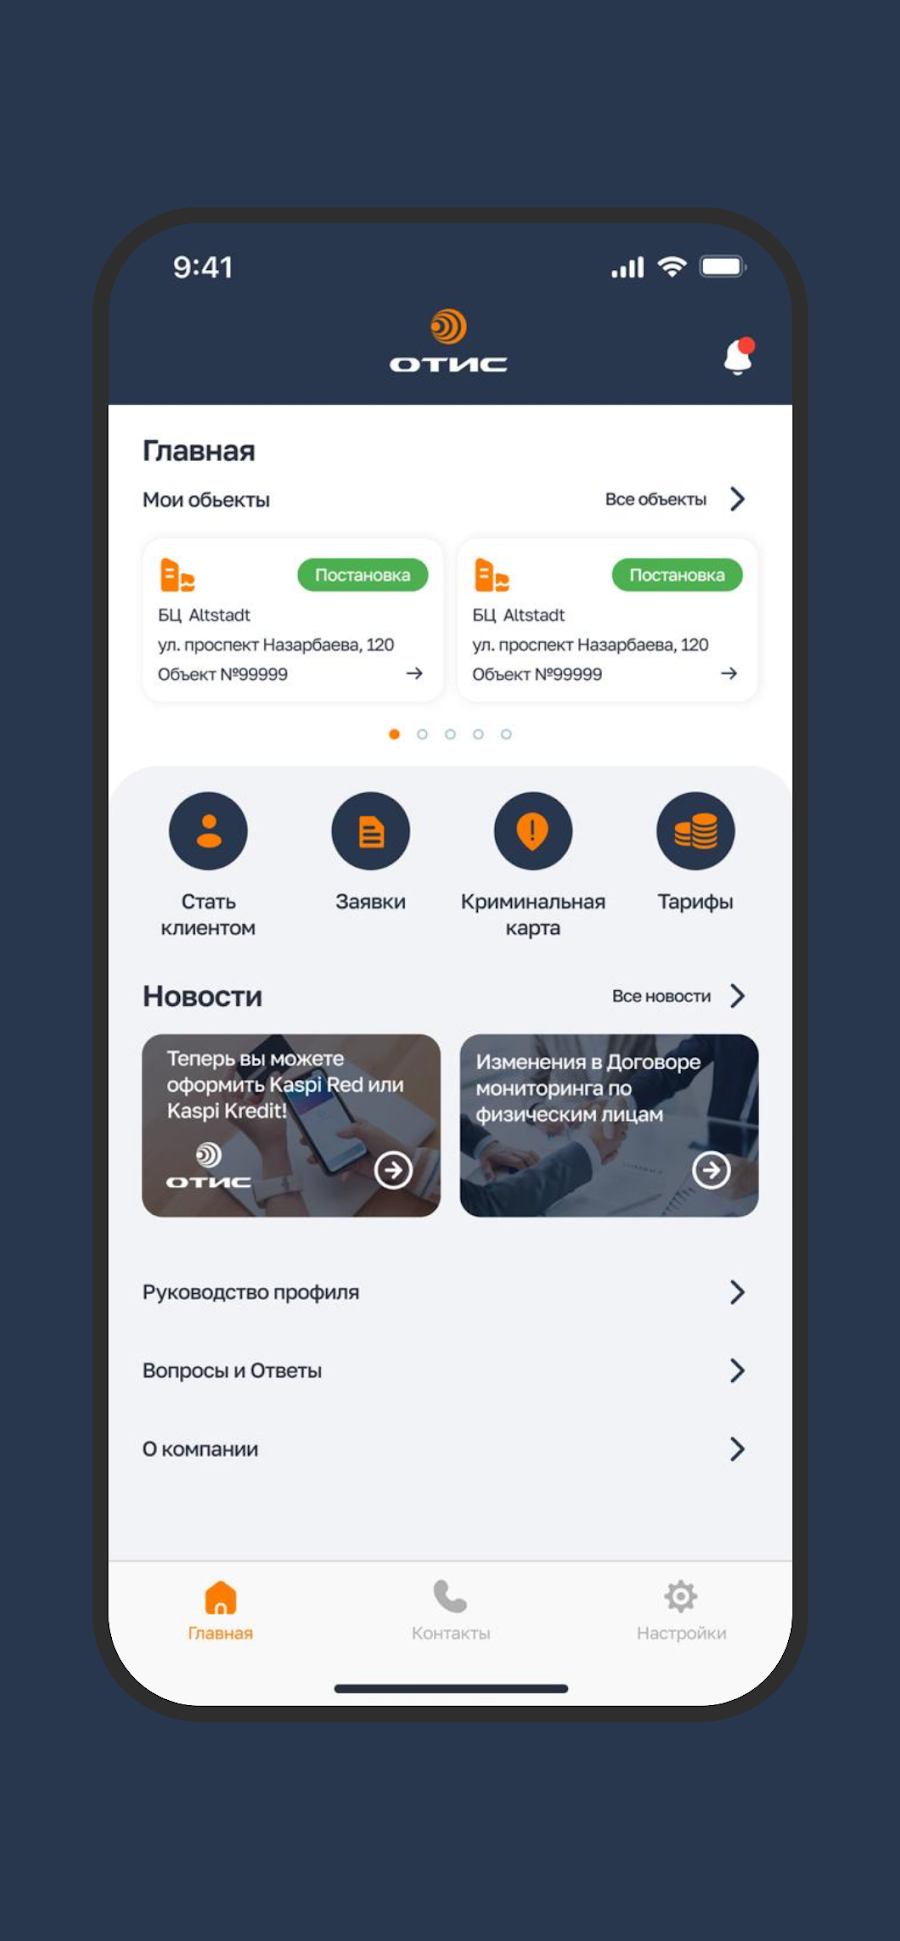 9:41
ОТИС
Главная
Мои обьекты
Все объекты
Постановка
БЦ Altstadt
ул. проспект Назарбаева, 120
Объект №99999
Постановка
БЦ Altstadt
ул. проспект Назарбаева, 120
Объект №99999
Стать
клиентом
Заявки
Криминальная
карта
Тарифы
Новости
Все новости
Теперь вы можете
оформить Kaspi Red или
Kaspi Kredit!
ОТИС
Изменения в Договоре
мониторинга по
физическим лицам
Руководство профиля
Вопросы и Ответы
О компании
Главная
Контакты
Настройки